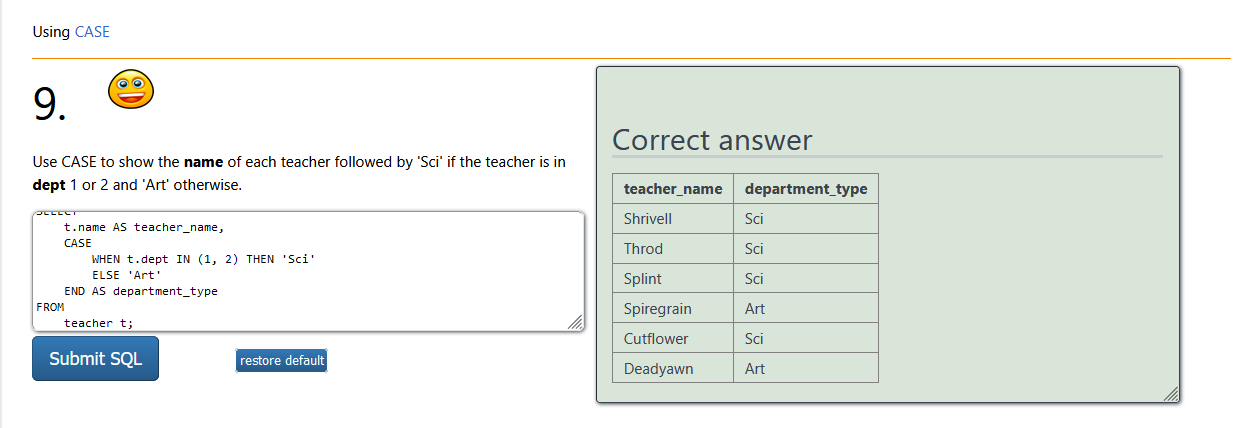 Using CASE
9.
Use CASE to show the name of each teacher followed by 'Sci' if the teacher is in
dept 1 or 2 and 'Art' otherwise.
SELECT
t.name AS teacher_name,
CASE
WHEN t.dept IN (1, 2) THEN 'Sci'
ELSE 'Art'
END AS department_type
FROM
teacher t;
Submit SQL
restore default
Correct answer
teacher_name department_type
Shrivell Sci
Throd Sci
Splint Sci
Spiregrain Art
Cutflower Sci
Deadyawn Art